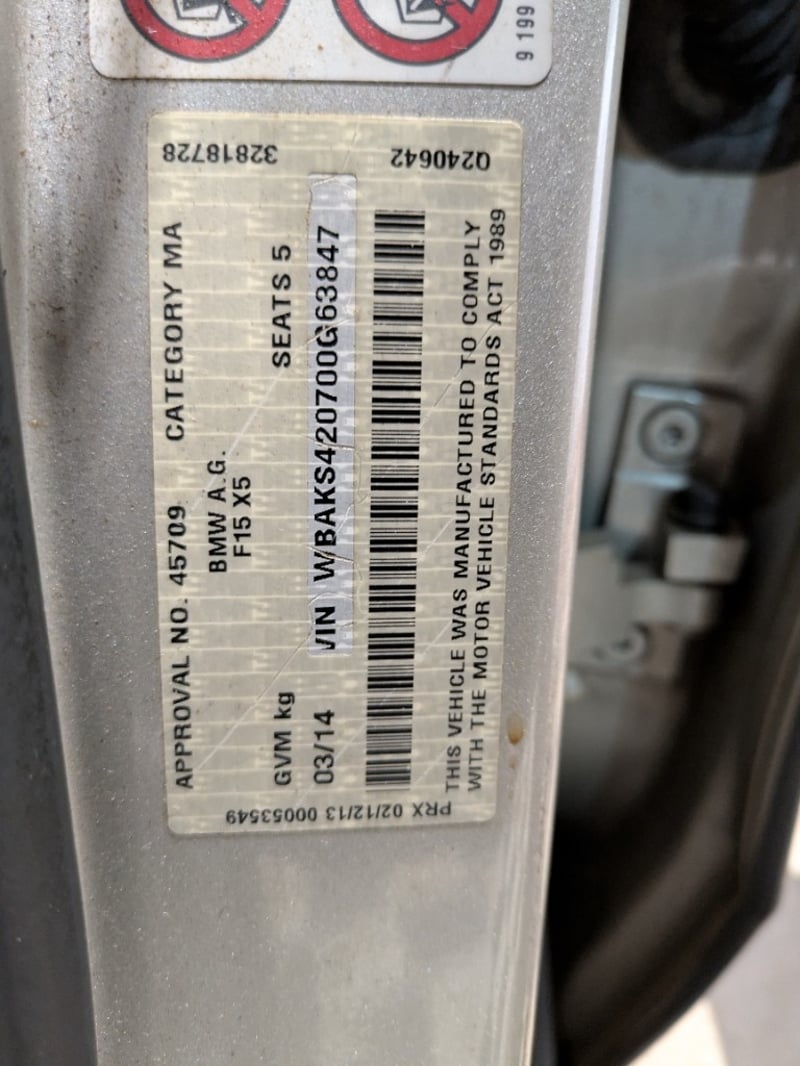 9 199
32818728
Q240642
APPROVAL NO. 45709 CATEGORY MA
BMW A.G.
F15 X5
GVM kg SEATS 5
03/14 VIN WBAKS420700G63847
THIS VEHICLE WAS MANUFACTURED TO COMPLY
WITH THE MOTOR VEHICLE STANDARDS ACT 1989
PRX 02/12/13 00053549